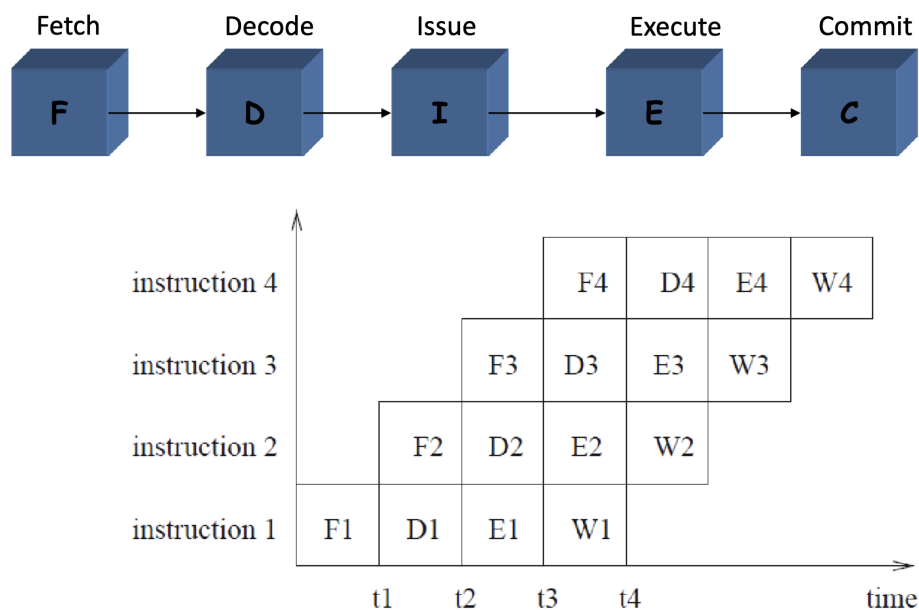 Fetch Decode Issue Execute Commit
F D I E C
instruction 4 F4 D4 E4 W4
instruction 3 F3 D3 E3 W3
instruction 2 F2 D2 E2 W2
instruction 1 F1 D1 E1 W1
t1 t2 t3 t4 time